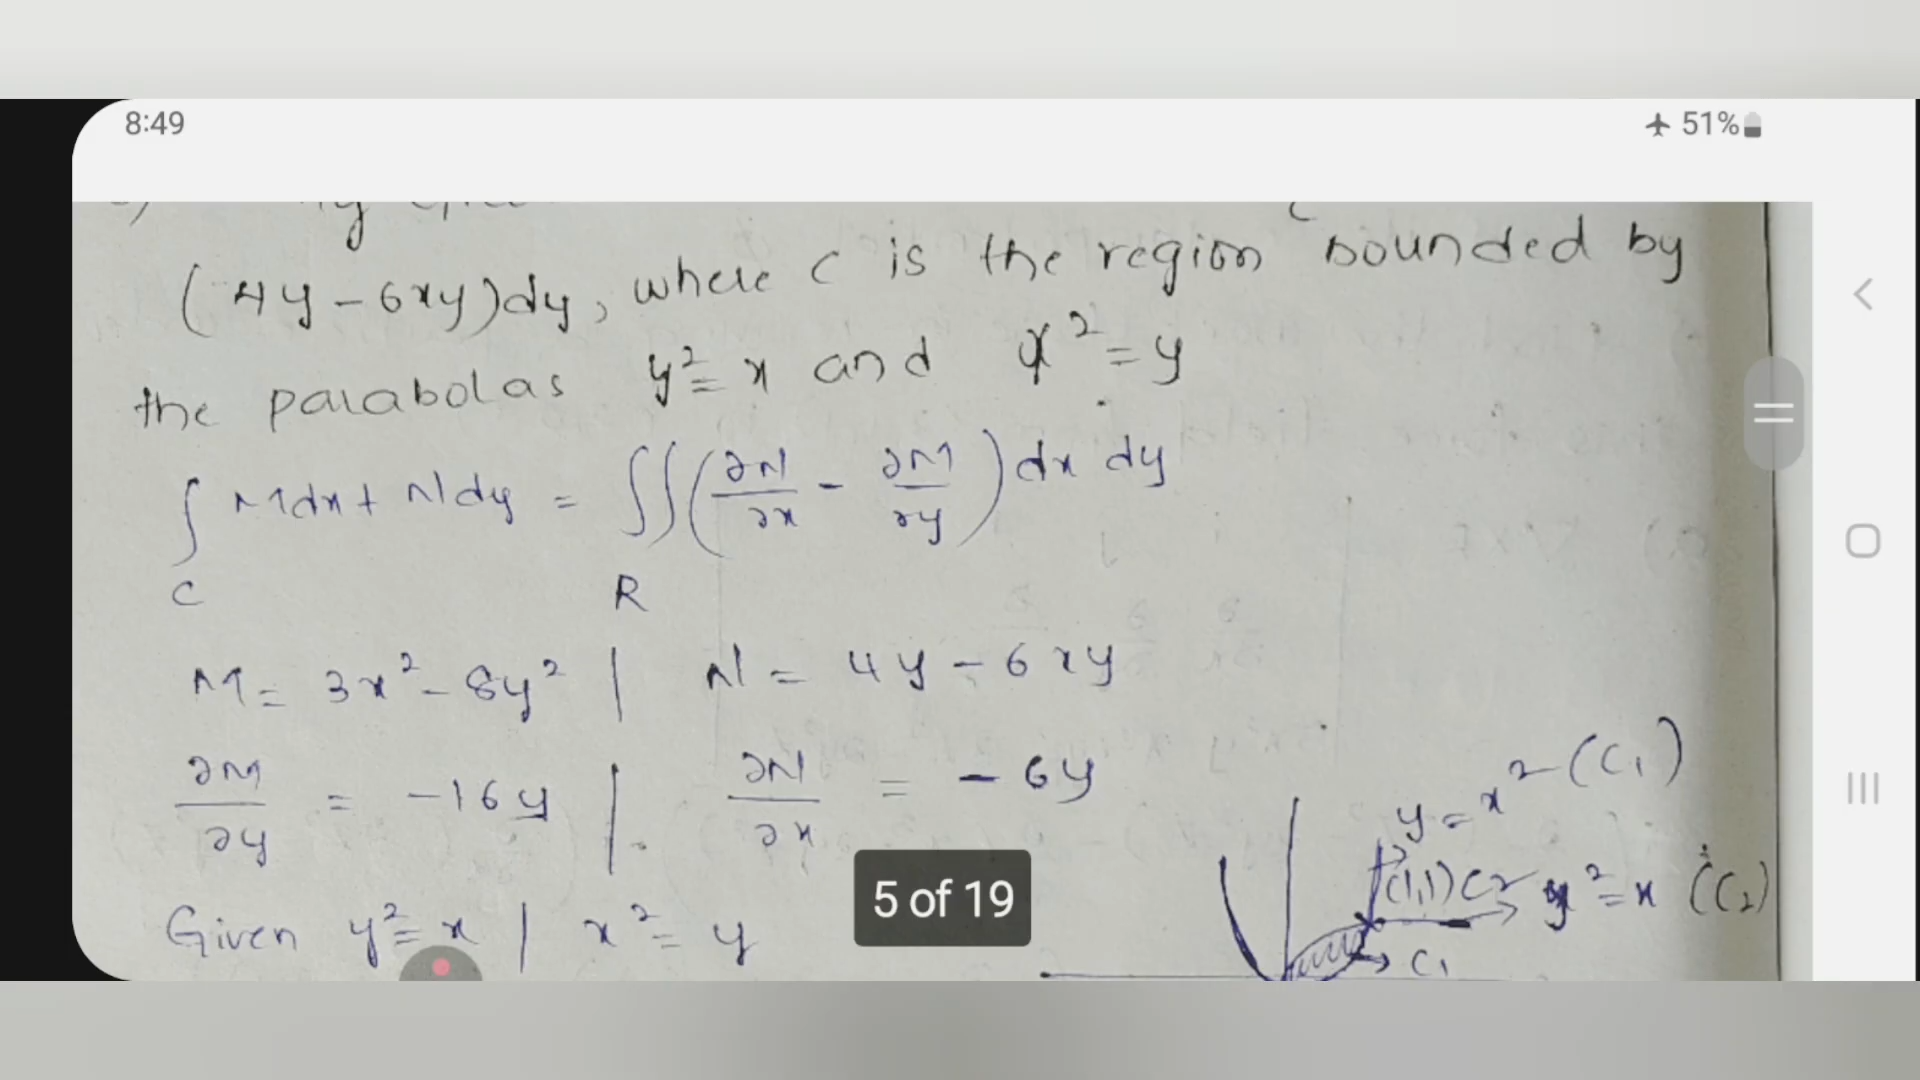 8:49
51%
(4y - 6xy)dy, where C is the region bounded by
the parabolas y² = x and x² = y
∫ Mdx + Ndy = ∬ (∂N/∂x - ∂M/∂y) dx dy
C R
M = 3x² - 8y² | N = 4y - 6xy
y = x² (C₁)
∂M/∂y = -16y | ∂N/∂x = -6y
(1,1) C₂ y² = x (C₂)
5 of 19
Given y² = x | x² = y
C₁